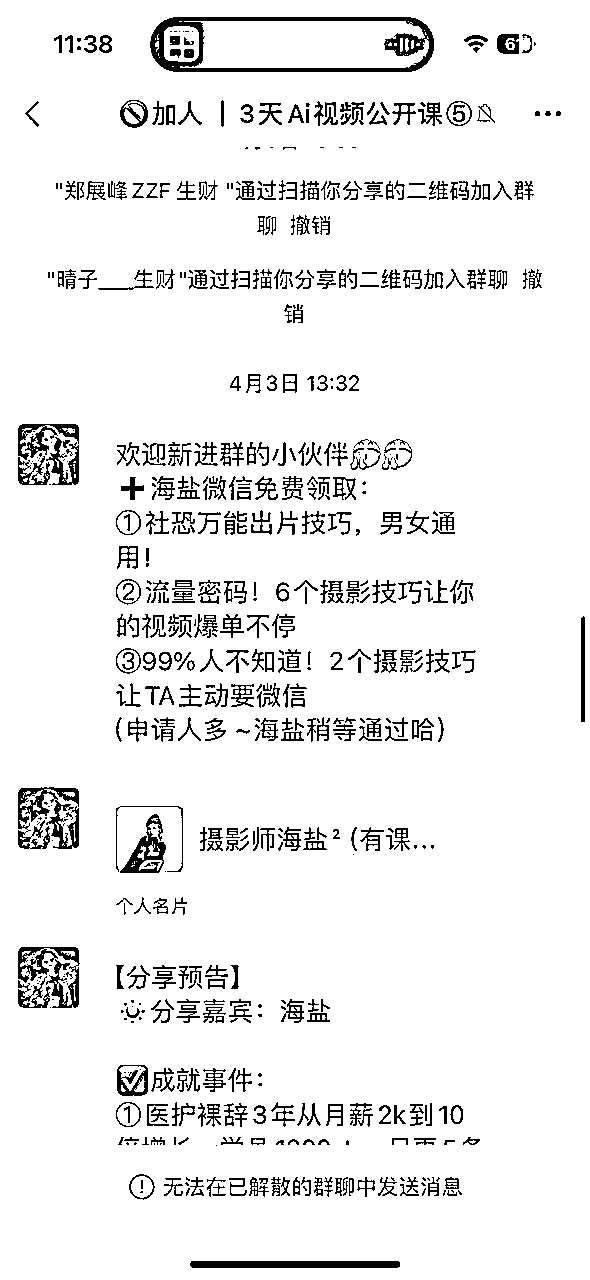 11:38
6
加人 | 3天Ai视频公开课⑤
"郑展峰ZZF 生财 "通过扫描你分享的二维码加入群
聊 撤销
"晴子___生财"通过扫描你分享的二维码加入群聊 撤
销
4月3日 13:32
欢迎新进群的小伙伴
➕海盐微信免费领取：
①社恐万能出片技巧，男女通
用！
②流量密码！6个摄影技巧让你
的视频爆单不停
③99%人不知道！2个摄影技巧
让TA主动要微信
(申请人多 ~海盐稍等通过哈)
摄影师海盐² (有课...
个人名片
【分享预告】
分享嘉宾：海盐
成就事件：
①医护裸辞3年从月薪2k到10
无法在已解散的群聊中发送消息